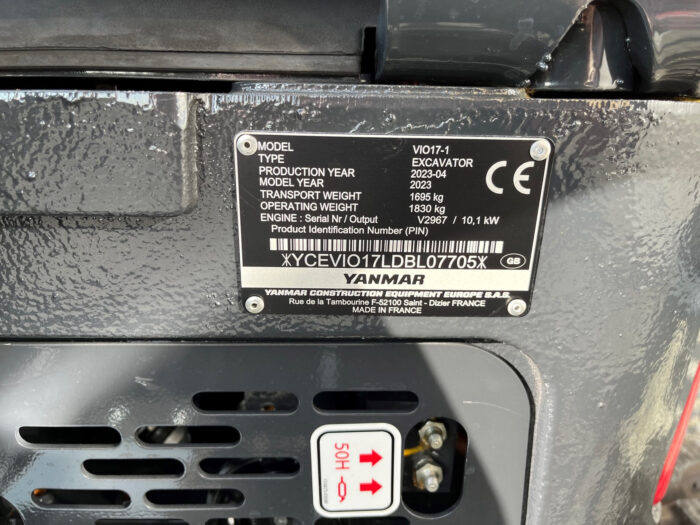 MODEL VIO17-1
TYPE EXCAVATOR
PRODUCTION YEAR 2023-04
MODEL YEAR 2023
TRANSPORT WEIGHT 1695 kg
OPERATING WEIGHT 1830 kg
ENGINE : Serial Nr / Output V2967 / 10,1 kW
Product Identification Number (PIN)
CE
*YCEVIO17LDBL07705*
GB
YANMAR
YANMAR CONSTRUCTION EQUIPMENT EUROPE S.A.S.
Rue de la Tambourine F-52100 Saint - Dizier FRANCE
MADE IN FRANCE
50H